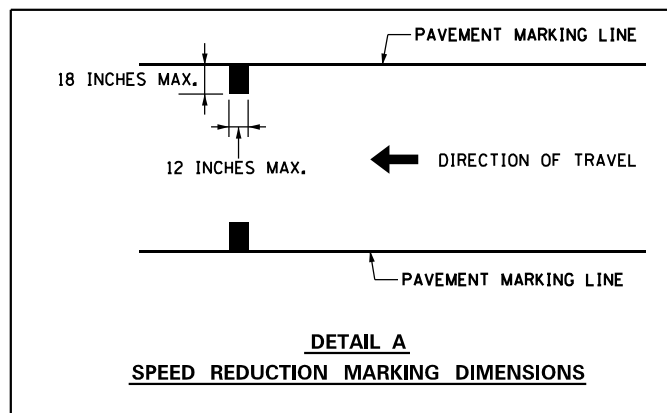 PAVEMENT MARKING LINE
18 INCHES MAX.
12 INCHES MAX.
DIRECTION OF TRAVEL
PAVEMENT MARKING LINE
DETAIL A
SPEED REDUCTION MARKING DIMENSIONS